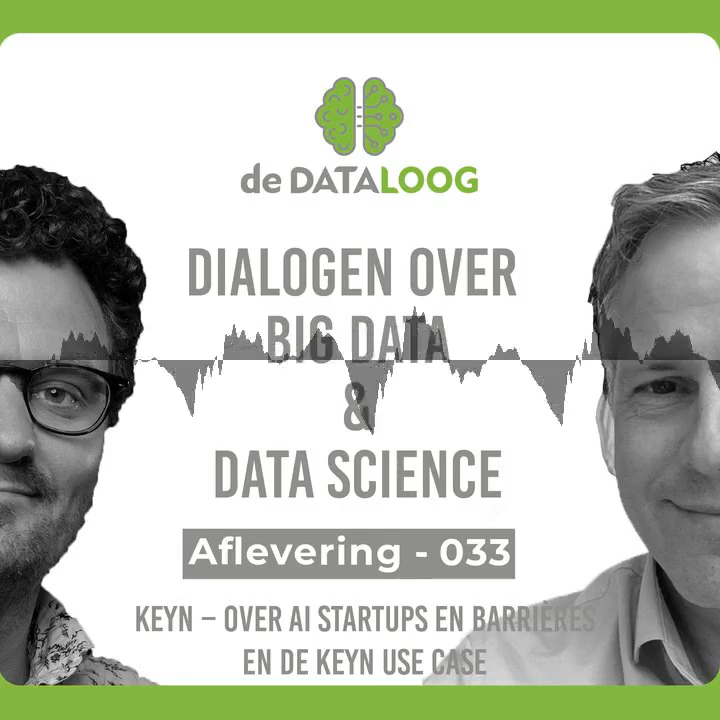 de DATALOOG
DIALOGEN OVER
BIG DATA
&
DATA SCIENCE
Aflevering - 033
KEYN – OVER AI STARTUPS EN BARRIÈRES
EN DE KEYN USE CASE